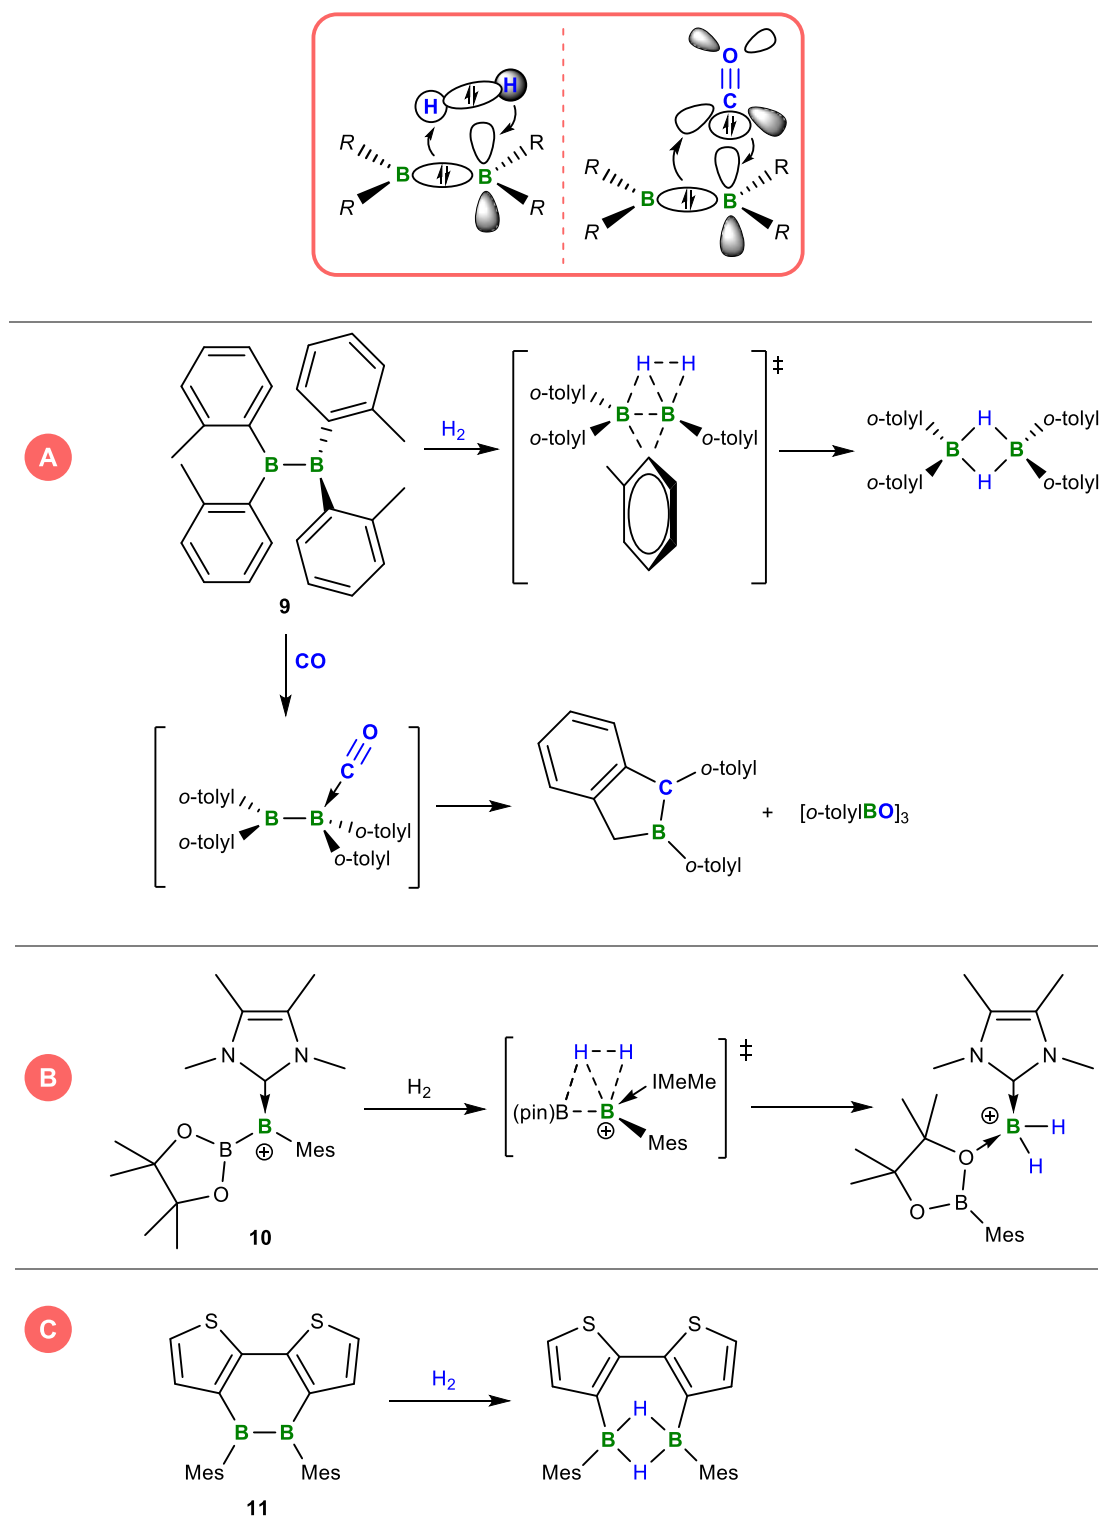 H H
R R
B B
R R
O
C
R R
B B
R R
A
B B
9
H2
H H
o-tolyl
B B
o-tolyl o-tolyl
‡
o-tolyl H o-tolyl
B B
o-tolyl H o-tolyl
CO
O
C
o-tolyl
B B
o-tolyl o-tolyl
o-tolyl
C o-tolyl
B
o-tolyl
+ [o-tolylBO]3
B
N N
B
⊕
Mes
O B
O
10
H2
H H
IMeMe
(pin)B B
⊕
Mes
‡
N N
⊕
B H
H
O
O B
Mes
C
S S
B B
Mes Mes
11
H2
S S
H
B B
Mes H Mes